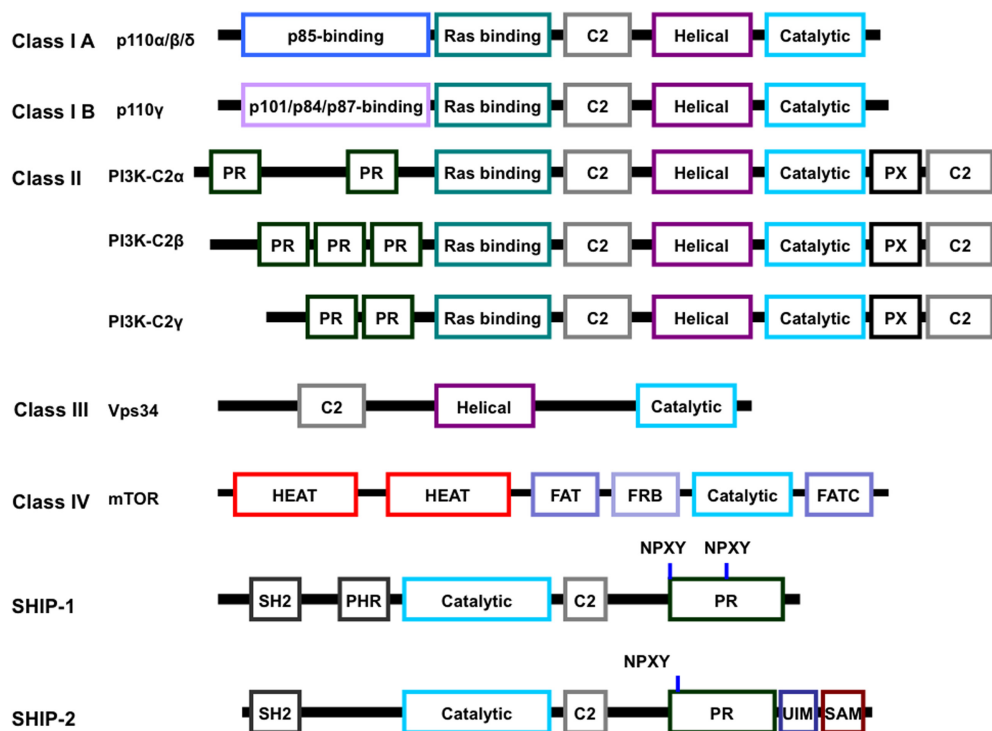 Class I A p110α/β/δ p85-binding Ras binding C2 Helical Catalytic
Class I B p110γ p101/p84/p87-binding Ras binding C2 Helical Catalytic
Class II PI3K-C2α PR PR Ras binding C2 Helical Catalytic PX C2
PI3K-C2β PR PR PR Ras binding C2 Helical Catalytic PX C2
PI3K-C2γ PR PR Ras binding C2 Helical Catalytic PX C2
Class III Vps34 C2 Helical Catalytic
Class IV mTOR HEAT HEAT FAT FRB Catalytic FATC
NPXY NPXY
SHIP-1 SH2 PHR Catalytic C2 PR
NPXY
SHIP-2 SH2 Catalytic C2 PR UIM SAM